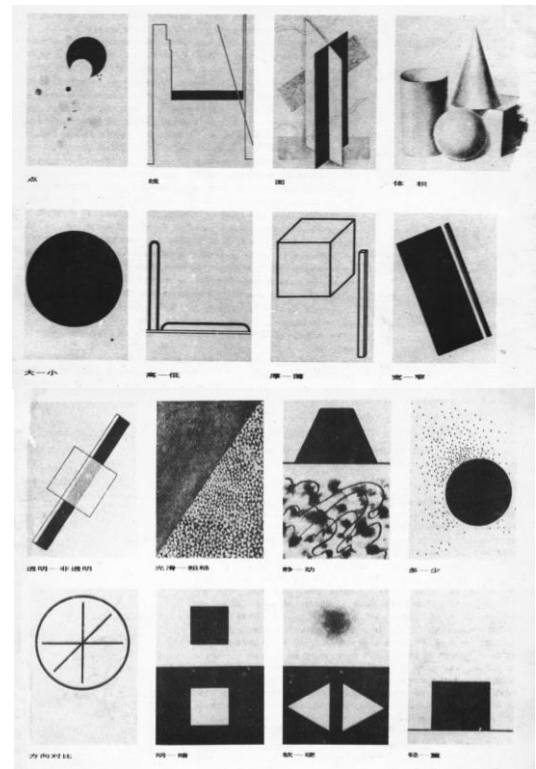 点
线
面
体 积
大一小
高一低
厚一薄
宽一窄
透明一非透明
光滑一粗糙
静一动
多一少
方向对比
明一暗
软一硬
轻一重